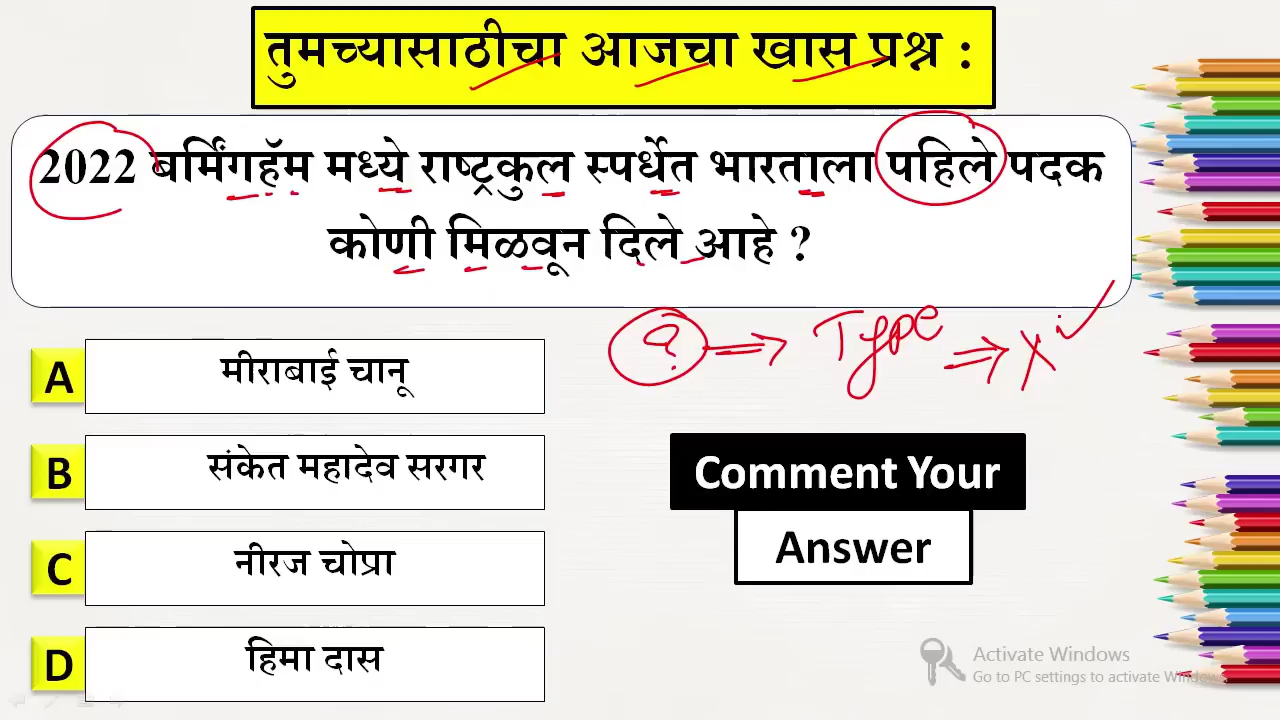 तुमच्यासाठीचा आजचा खास प्रश्न :
2022 बर्मिंगहॅम मध्ये राष्ट्रकुल स्पर्धेत भारताला पहिले पदक
कोणी मिळवून दिले आहे ?
? ⇒ Type ⇒ X
A मीराबाई चानू
B संकेत महादेव सरगर
C नीरज चोप्रा
D हिमा दास
Comment Your
Answer
Activate Windows
Go to PC settings to activate Windows.